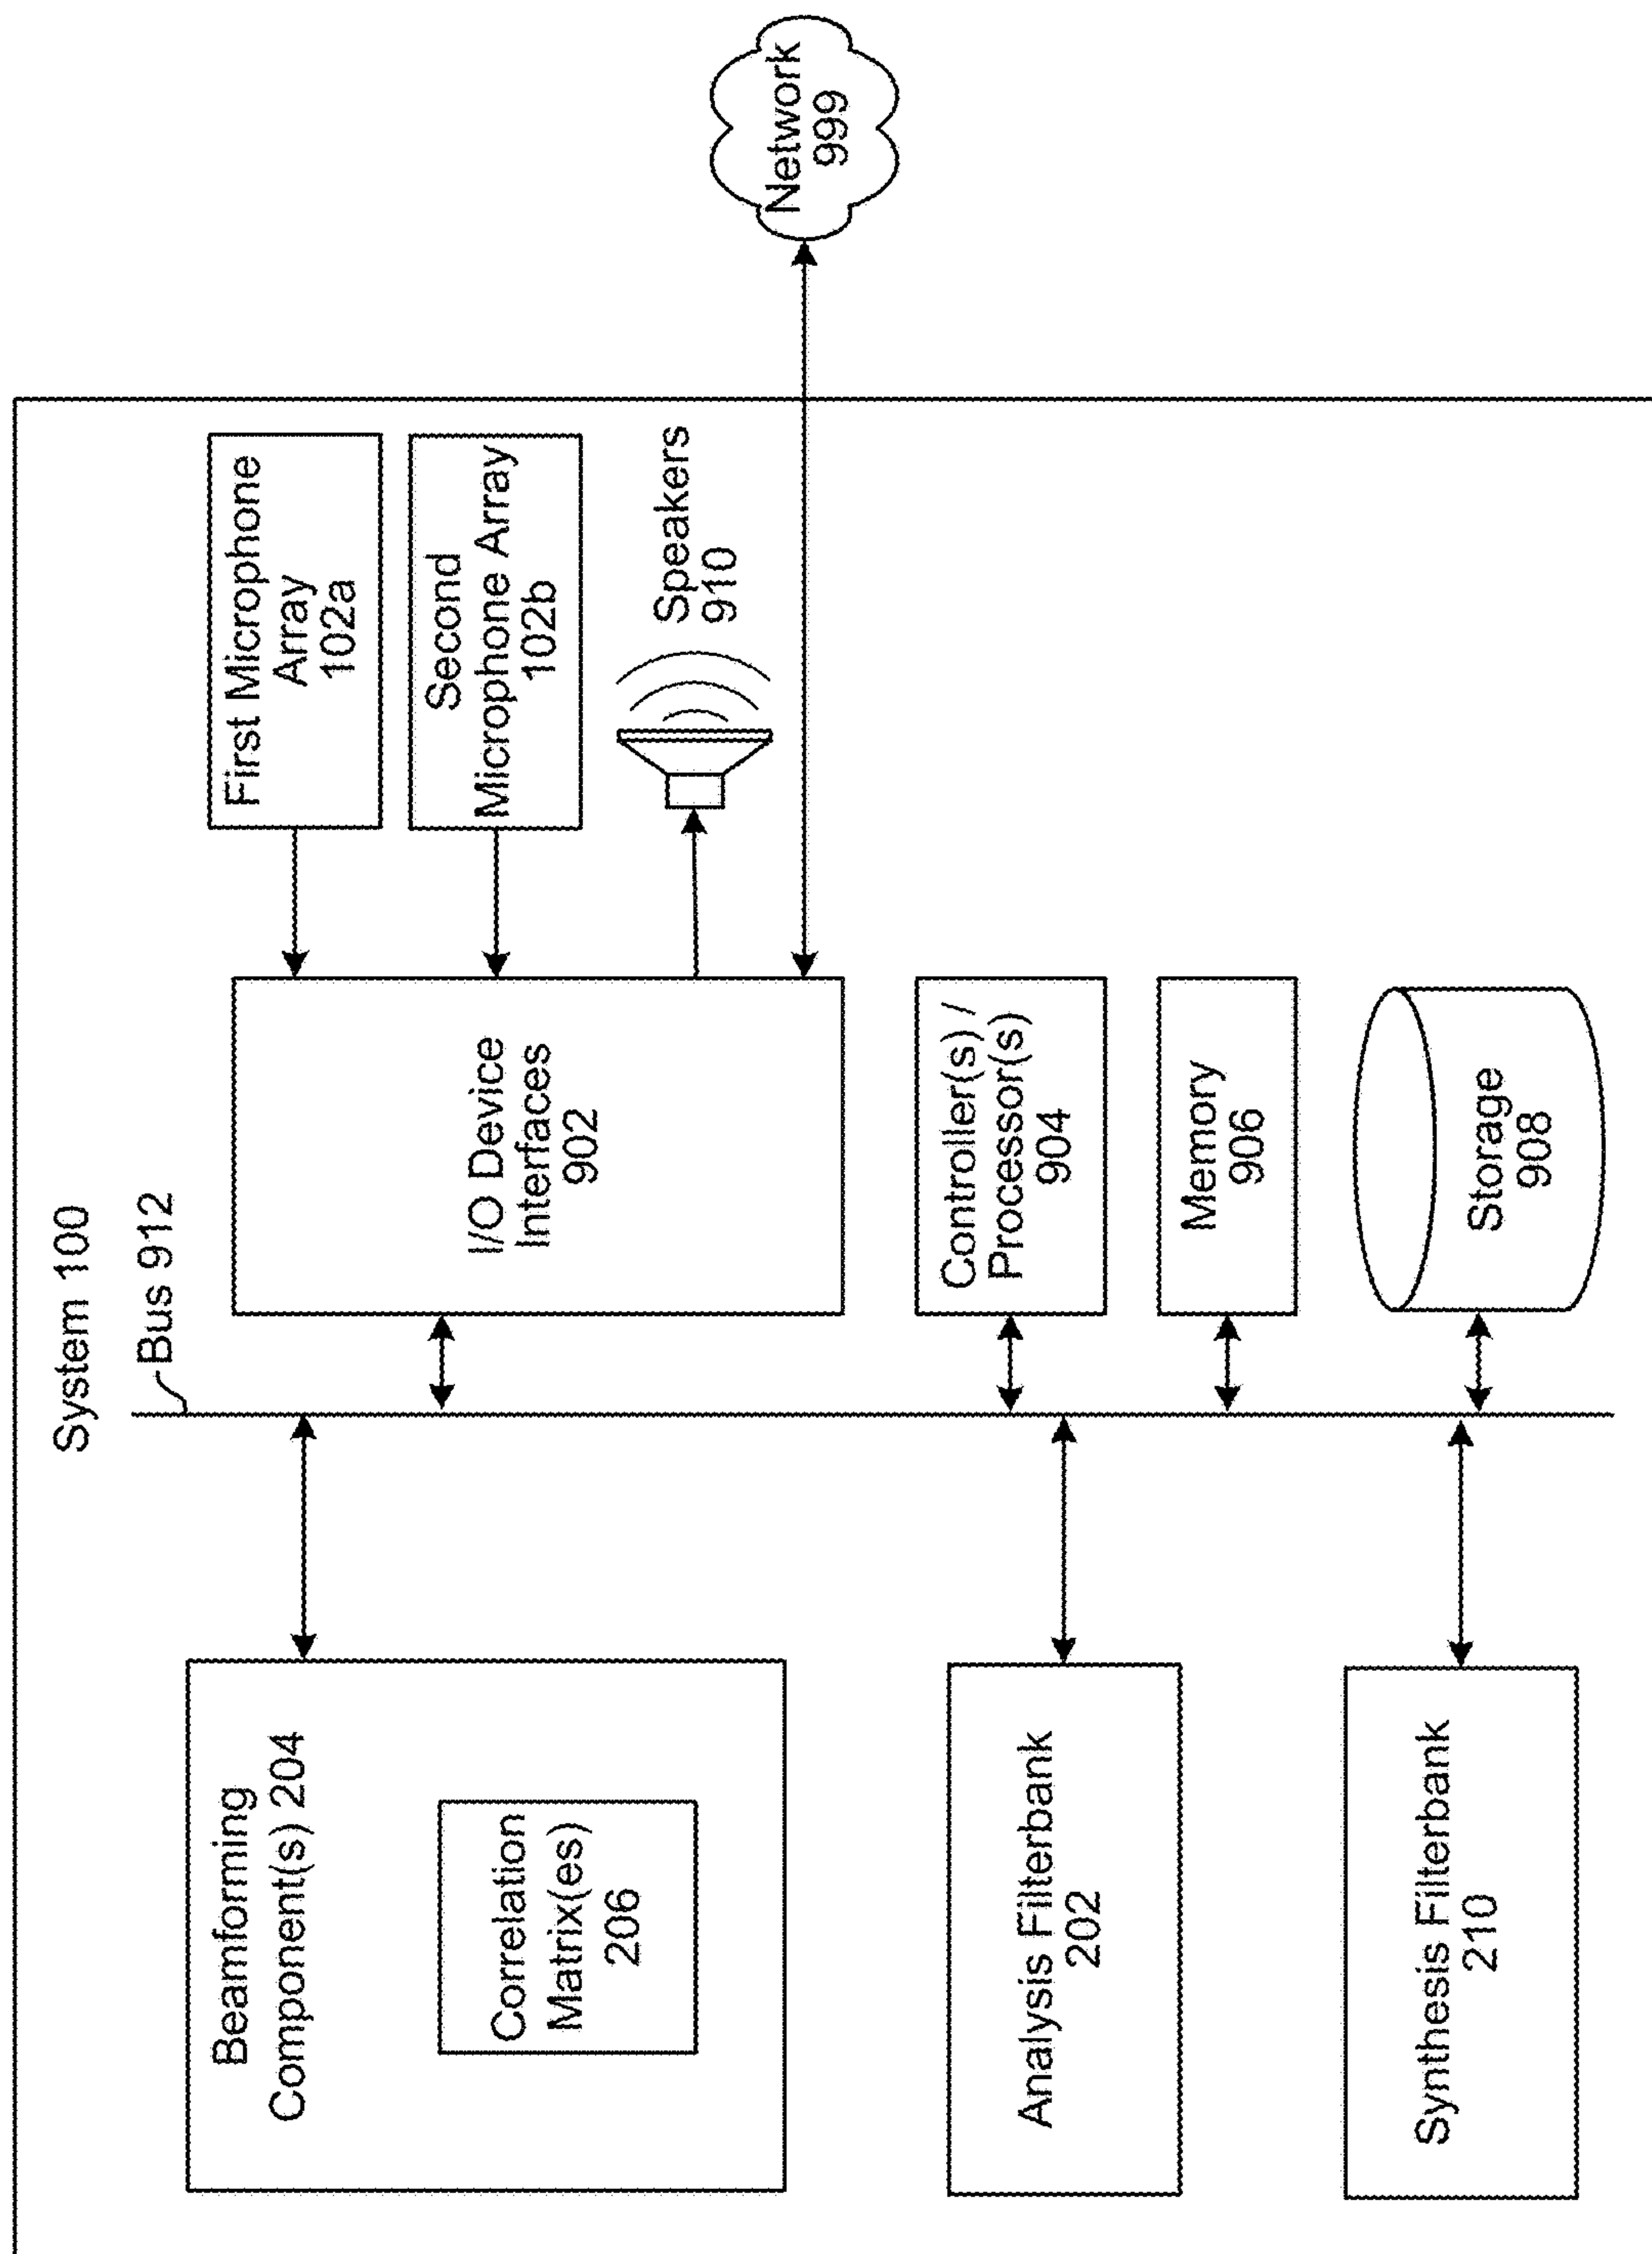 System 100
Bus 912
Beamforming
Component(s) 204
Correlation
Matrix(es)
206
Analysis Filterbank
202
Synthesis Filterbank
210
I/O Device
Interfaces
902
Controller(s) /
Processor(s)
904
Memory
906
Storage
908
First Microphone
Array
102a
Second
Microphone Array
102b
Speakers
910
Network
999